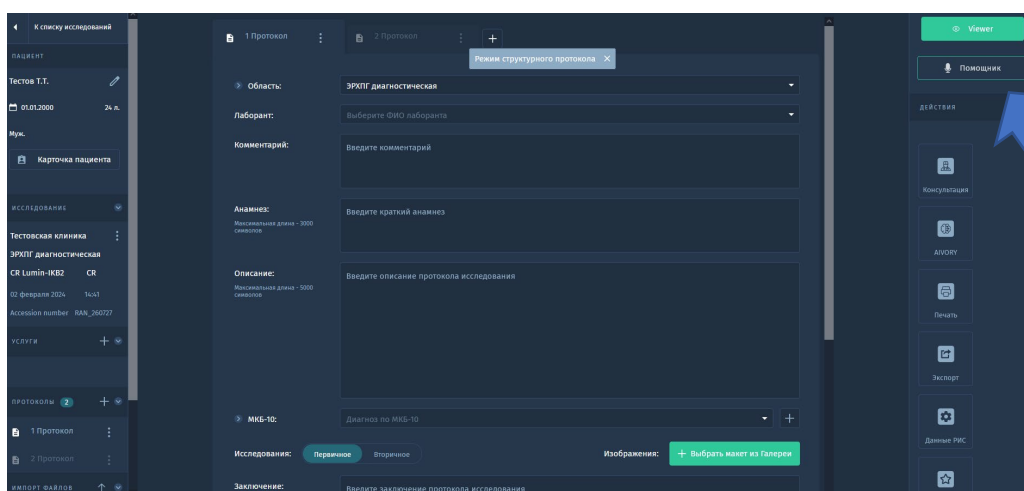 К списку исследований
ПАЦИЕНТ
Тестов Т.Т.
01.01.2000 24 л.
Муж.
Карточка пациента
ИССЛЕДОВАНИЕ
Тестовская клиника
ЭРХПГ диагностическая
CR Lumin-IKB2 CR
02 февраля 2024 14:41
Accession number RAN_260727
УСЛУГИ
ПРОТОКОЛЫ 2
1 Протокол
2 Протокол
ИМПОРТ ФАЙЛОВ
1 Протокол
2 Протокол
Режим структурного протокола X
Область: ЭРХПГ диагностическая
Лаборант: Выберите ФИО лаборанта
Комментарий: Введите комментарий
Анамнез: Введите краткий анамнез
Максимальная длина – 3000
символов
Описание: Введите описание протокола исследования
Максимальная длина – 5000
символов
МКБ-10: Диагноз по МКБ-10
Исследования: Первичное Вторичное Изображения: + Выбрать макет из Галереи
Заключение: Введите заключение протокола исследования
Viewer
Помощник
ДЕЙСТВИЯ
Консультация
AIVORY
Печать
Экспорт
Данные РИС